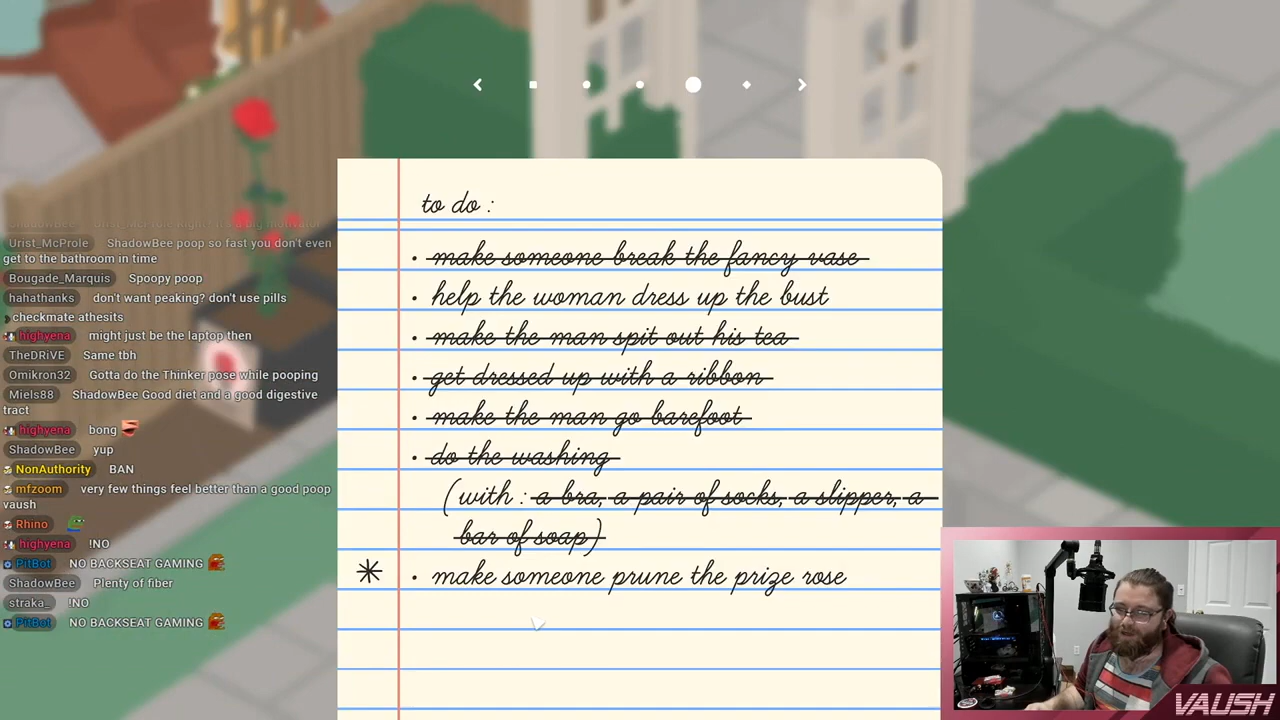 to do :
• make someone break the fancy vase
• help the woman dress up the bust
• make the man spit out his tea
• get dressed up with a ribbon
• make the man go barefoot
• do the washing
(with : a bra, a pair of socks, a slipper, a
bar of soap)
• make someone prune the prize rose
Urist_McProle ShadowBee poop so fast you don't even
get to the bathroom in time
Bougade_Marquis Spoopy poop
hahathanks don't want peaking? don't use pills
checkmate athesits
highyena might just be the laptop then
TheDRiVE Same tbh
Omikron32 Gotta do the Thinker pose while pooping
Miels88 ShadowBee Good diet and a good digestive
tract
highyena bong
ShadowBee yup
NonAuthority BAN
mfzoom very few things feel better than a good poop
vaush
Rhino
highyena !NO
PitBot NO BACKSEAT GAMING
ShadowBee Plenty of fiber
straka_ !NO
PitBot NO BACKSEAT GAMING
VAUSH